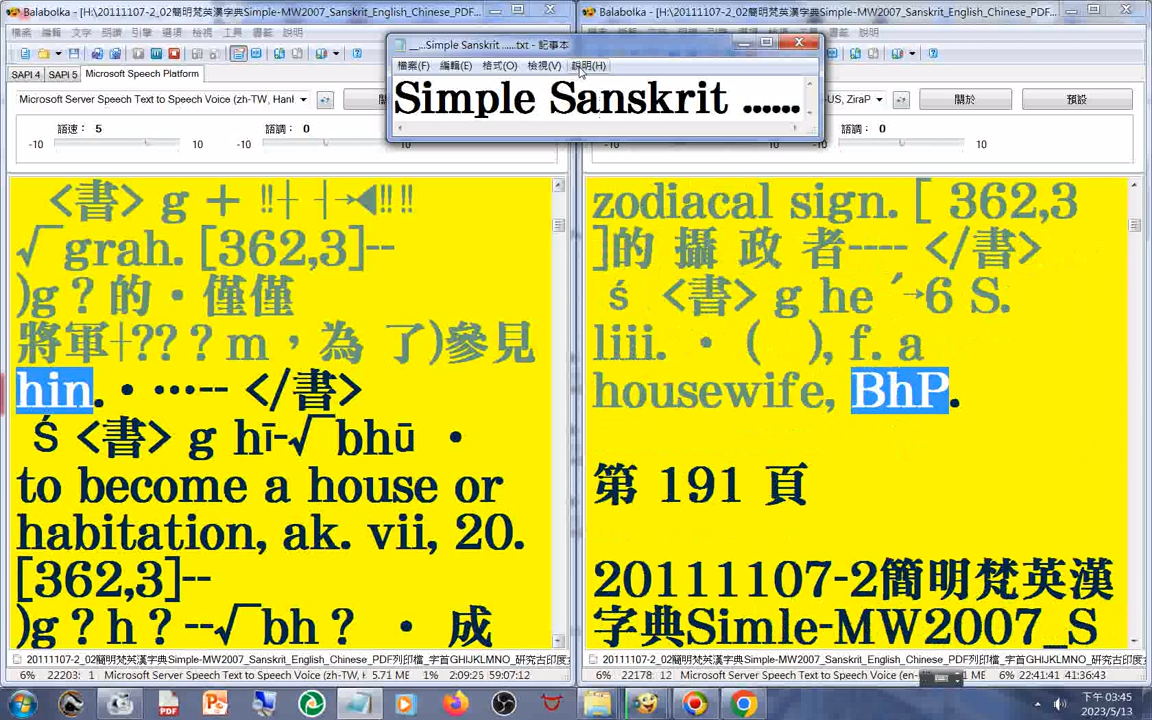 Balabolka - [H:\20111107-2_02簡明梵英漢字典Simple-MW2007_Sanskrit_English_Chinese_PDF...
SAPI 4 SAPI 5 Microsoft Speech Platform
Microsoft Server Speech Text to Speech Voice (zh-TW, HanH
語速： 5 語調： 0
-10 10 -10
<書> g
√grah. [362,3]--
)g？的‧僅僅
將軍┼??？m，為 了)參見
hin.‧…-- </書>
Ś <書> g hī-√bhū ‧
to become a house or
habitation, ak. vii, 20.
[362,3]--
)g？h？--√bh？ ‧ 成
20111107-2_02簡明梵英漢字典Simple-MW2007_Sanskrit_English_Chinese_PDF列印檔_字首GHIJKLMNO_研究古印度
6% 22203: 1 Microsoft Server Speech Text to Speech Voice (zh-TW, 5.71 ME 1% 2:09:25 59:07:12
__...Simple Sanskrit ......txt - 記事本
檔案(F) 編輯(E) 格式(O) 檢視(V) 說明(H)
Simple Sanskrit ......
Balabolka - [H:\20111107-2_02簡明梵英漢字典Simple-MW2007_Sanskrit_English_Chinese_PDF...
-US, ZiraP 關於 預設
語調： 0
-10 10
zodiacal sign. [ 362,3
]的 攝 政 者---- </書>
ś <書> g he ´→6 S.
liii. ‧ ( ), f. a
housewife, BhP.
第 191 頁
20111107-2簡明梵英漢
字典Simle-MW2007_S
20111107-2_02簡明梵英漢字典Simple-MW2007_Sanskrit_English_Chinese_PDF列印檔_字首GHIJKLMNO_研究古印度
6% 22178: 12 Microsoft Server Speech Text to Speech Voice 6% 22:41:41 41:36:43
下午 03:45
2023/5/13